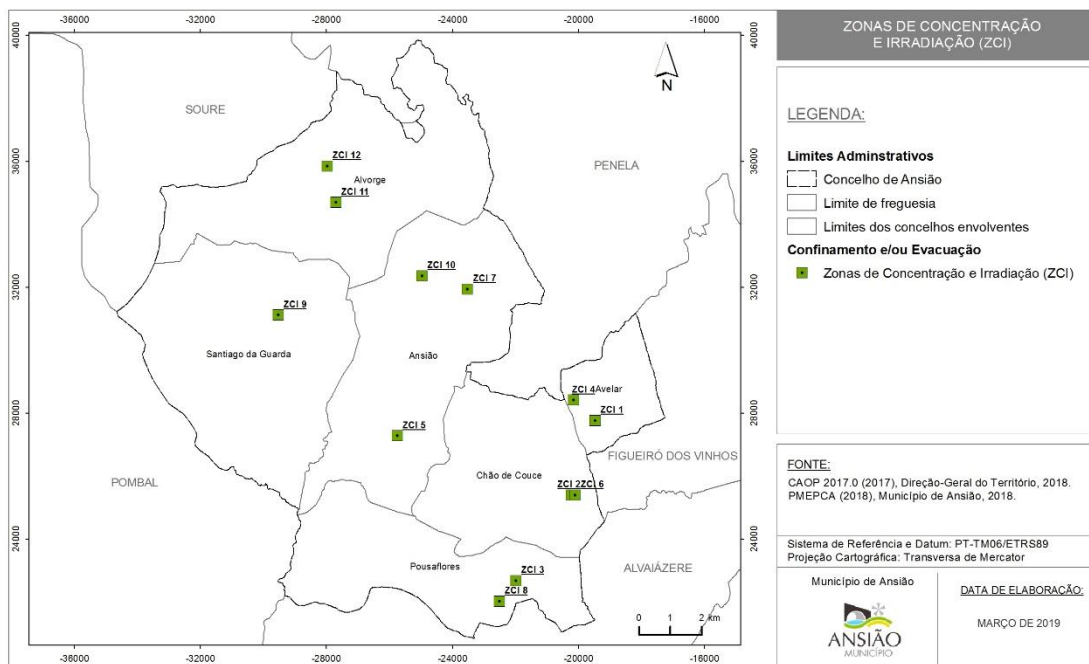 -36000
-32000
-28000
-24000
-20000
-16000
40000
36000
32000
28000
24000
40000
36000
32000
28000
24000
N
SOURE
PENELA
ZCI 12
Alvorge
ZCI 11
ZCI 10
ZCI 7
ZCI 9
Santiago da Guarda
Ansião
ZCI 4
Avelar
ZCI 1
ZCI 5
FIGUEIRÓ DOS VINHOS
Chão de Couce
POMBAL
ZCI 2
ZCI 6
Pousaflores
ZCI 3
ALVAIÁZERE
ZCI 8
0 1 2 km
-36000
-32000
-28000
-24000
-20000
-16000
ZONAS DE CONCENTRAÇÃO
E IRRADIAÇÃO (ZCI)
LEGENDA:
Limites Adminstrativos
Concelho de Ansião
Limite de freguesia
Limites dos concelhos envolventes
Confinamento e/ou Evacuação
Zonas de Concentração e Irradiação (ZCI)
FONTE:
CAOP 2017.0 (2017), Direção-Geral do Território, 2018.
PMEPCA (2018), Município de Ansião, 2018.
Sistema de Referência e Datum: PT-TM06/ETRS89
Projeção Cartográfica: Transversa de Mercator
Município de Ansião
ANSIÃO
MUNICÍPIO
DATA DE ELABORAÇÃO:
MARÇO DE 2019